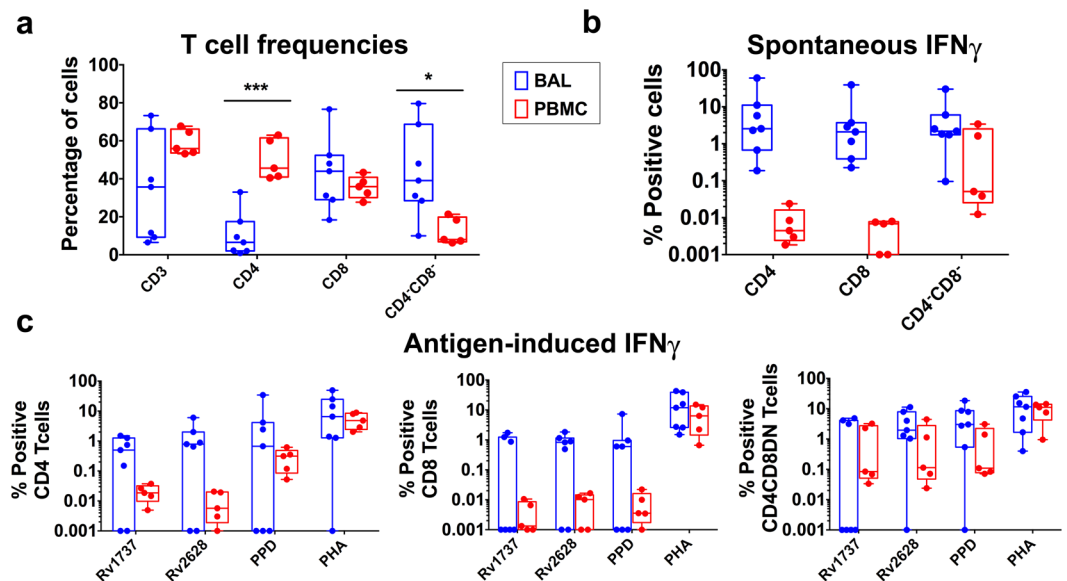 a
T cell frequencies
Percentage of cells
100
80
60
40
20
0
***
*
CD3
CD4
CD8
CD4-CD8-
BAL
PBMC
b
Spontaneous IFNγ
% Positive cells
100
10
1
0.1
0.01
0.001
CD4
CD8
CD4-CD8-
c
Antigen-induced IFNγ
% Positive
CD4 Tcells
100
10
1
0.1
0.01
0.001
Rv1737
Rv2628
PPD
PHA
% Positive
CD8 Tcells
100
10
1
0.1
0.01
0.001
Rv1737
Rv2628
PPD
PHA
% Positive
CD4CD8DN Tcells
100
10
1
0.1
0.01
0.001
Rv1737
Rv2628
PPD
PHA